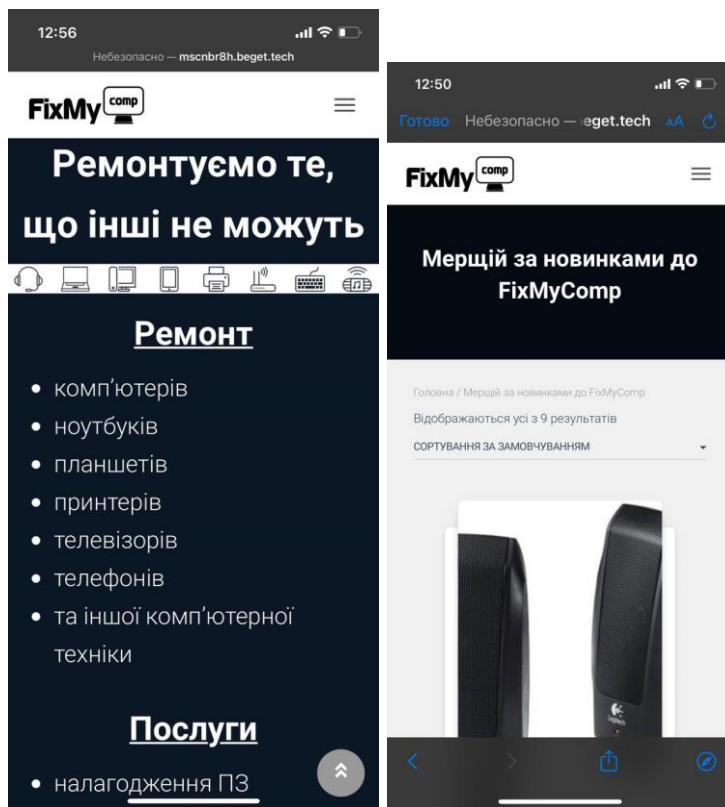 12:56
Небезопасно — mscnbr8h.beget.tech
FixMy comp
Ремонтуємо те,
що інші не можуть
Ремонт
• комп’ютерів
• ноутбуків
• планшетів
• принтерів
• телевізорів
• телефонів
• та іншої комп’ютерної
техніки
Послуги
• налагодження ПЗ
12:50
Готово Небезопасно — eget.tech AA
FixMy comp
Мерщій за новинками до
FixMyComp
Головна / Мерщій за новинками до FixMyComp
Відображаються усі з 9 результатів
СОРТУВАННЯ ЗА ЗАМОВЧУВАННЯМ
Logitech